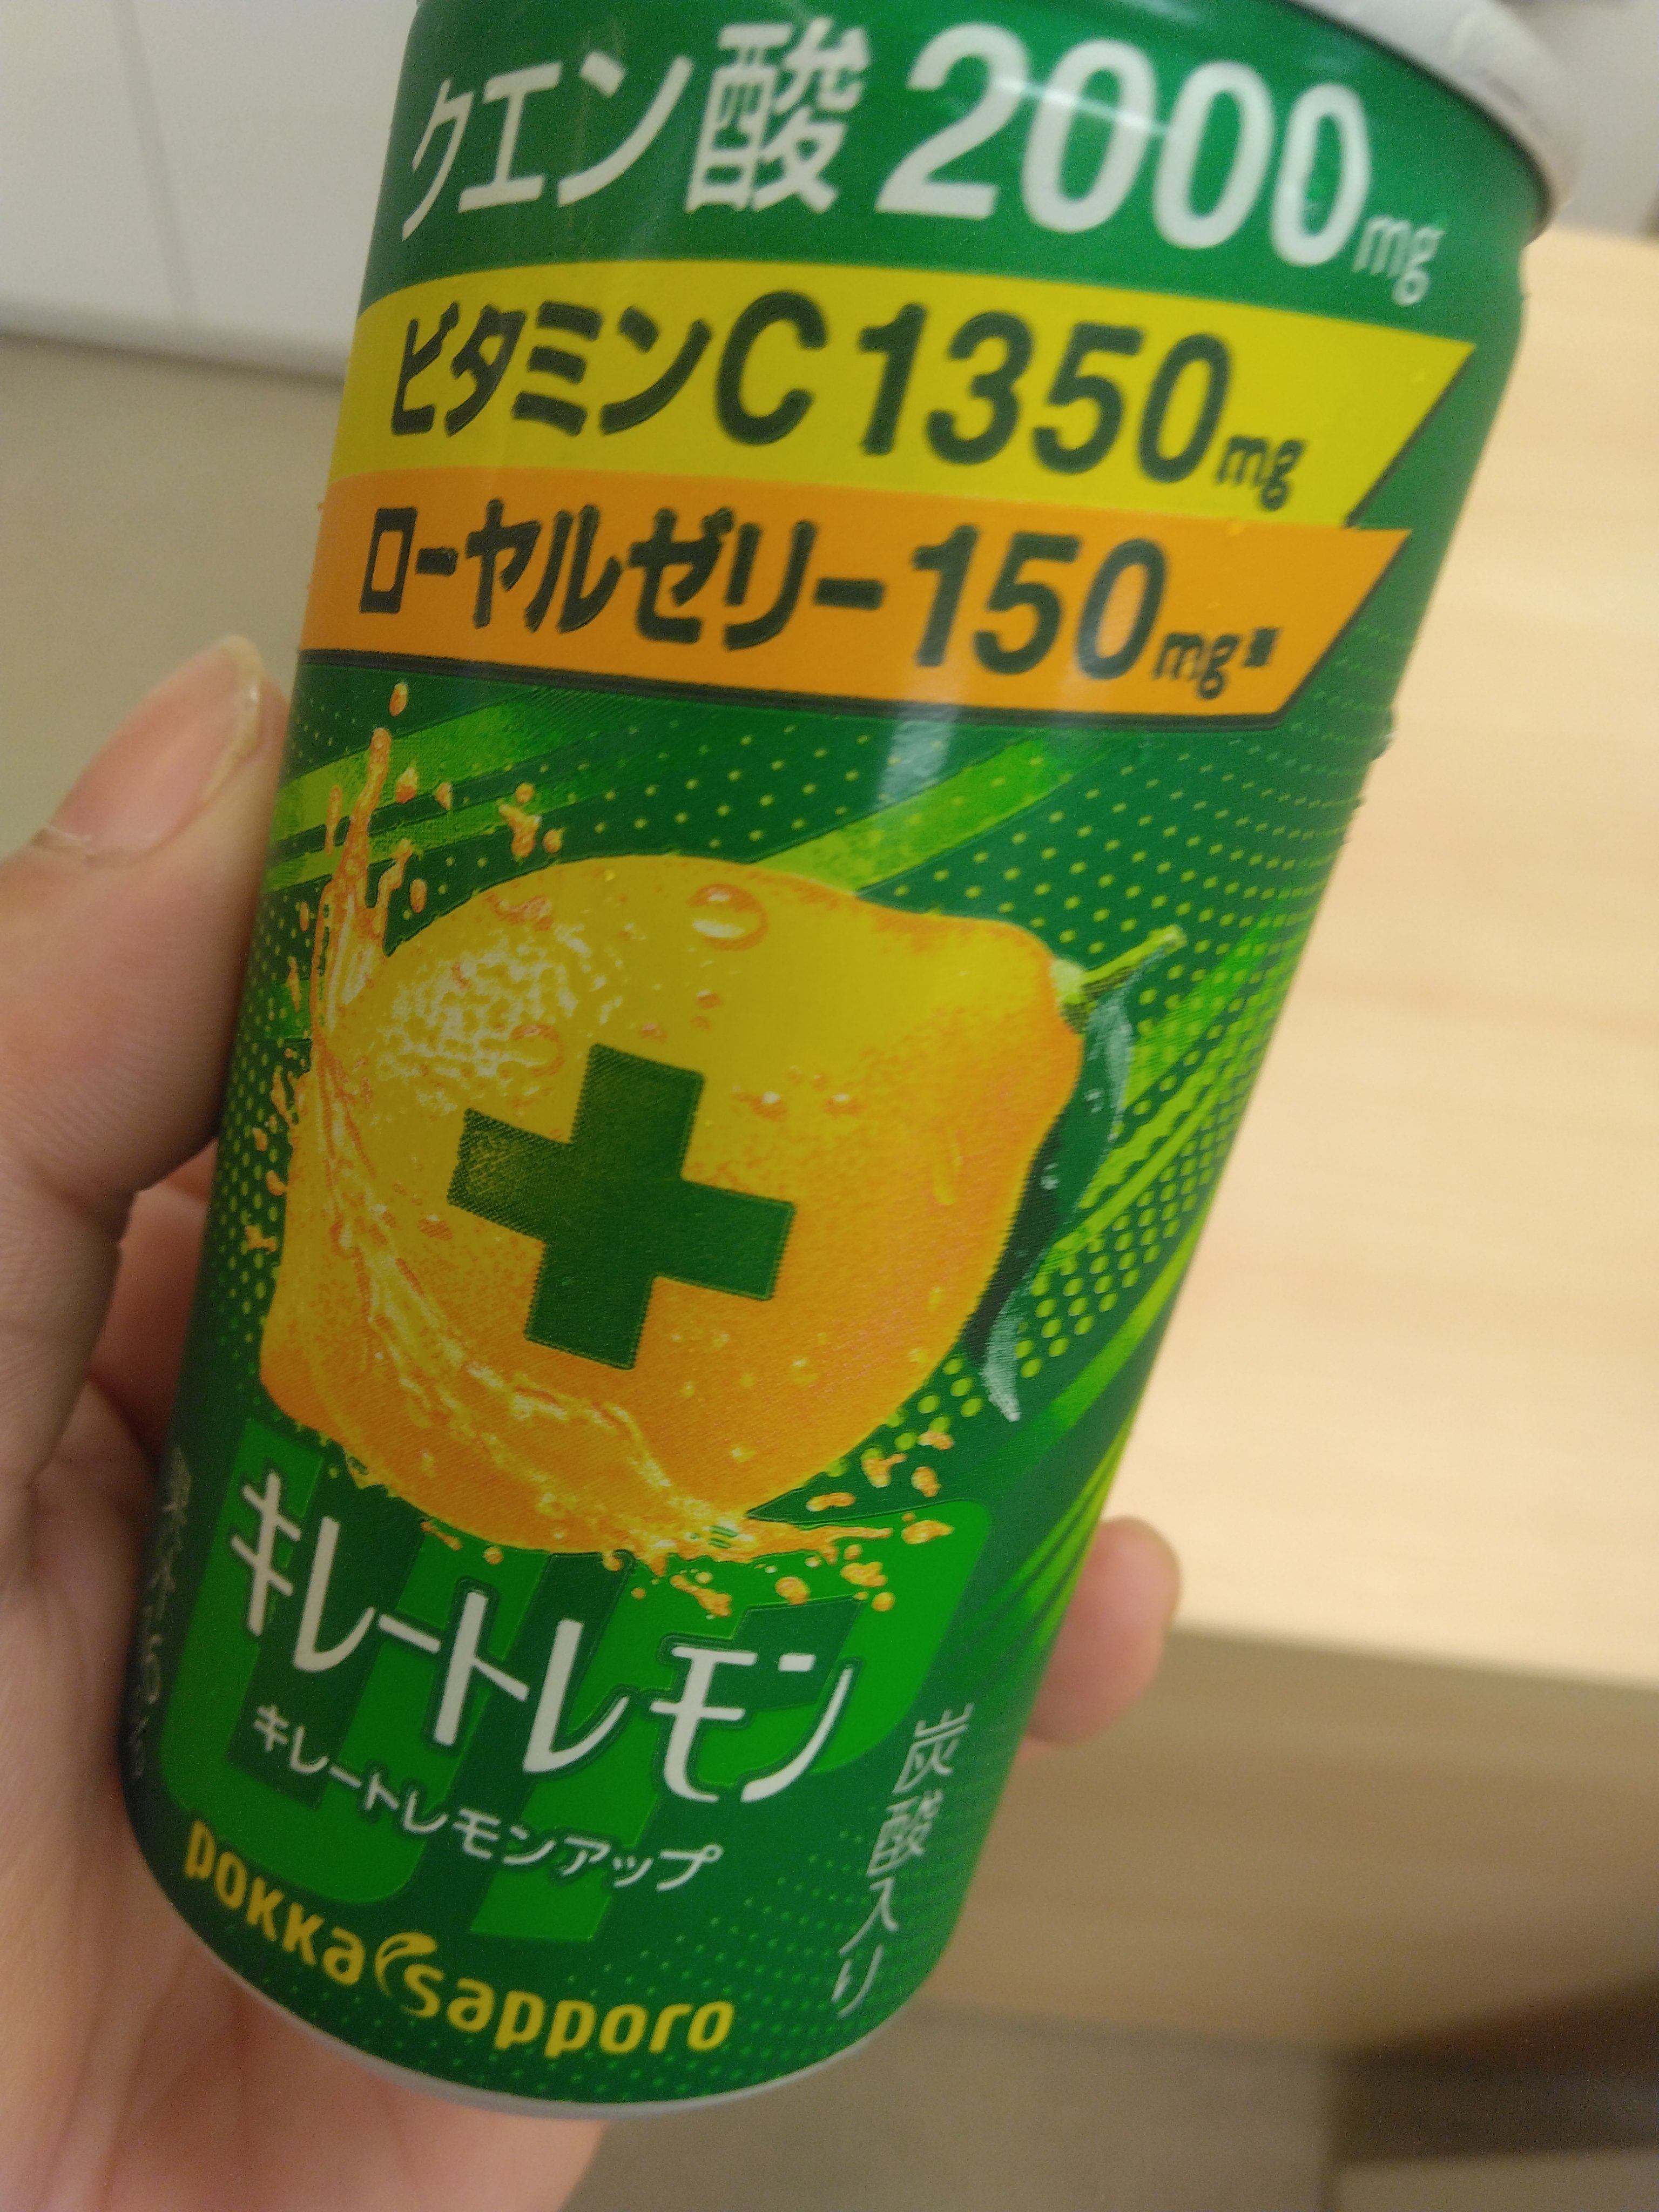 クエン酸2000mg
ビタミンC1350mg
ローヤルゼリー150mg※
UP
キレートレモン
キレートレモンアップ
炭酸入り
pokka sapporo